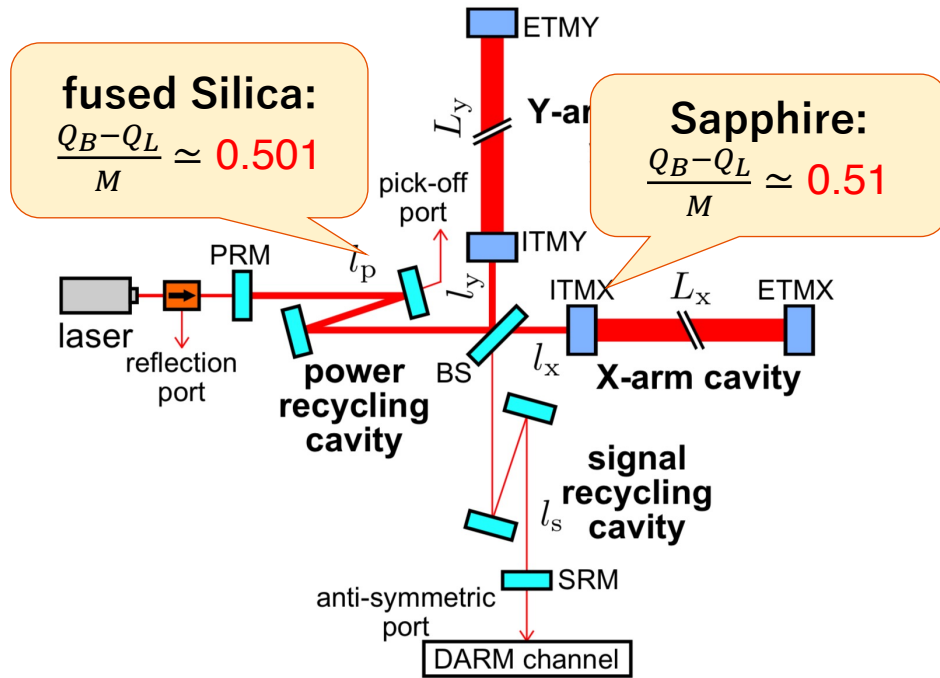 ETMY
fused Silica:
\frac{Q_B-Q_L}{M} ≃ 0.501
L_y
Y-ar
Sapphire:
\frac{Q_B-Q_L}{M} ≃ 0.51
pick-off
port
PRM
l_p
ITMY
l_y
ITMX
L_x
ETMX
laser
reflection
port
power
recycling
cavity
BS
l_x
X-arm cavity
signal
recycling
cavity
l_s
SRM
anti-symmetric
port
DARM channel